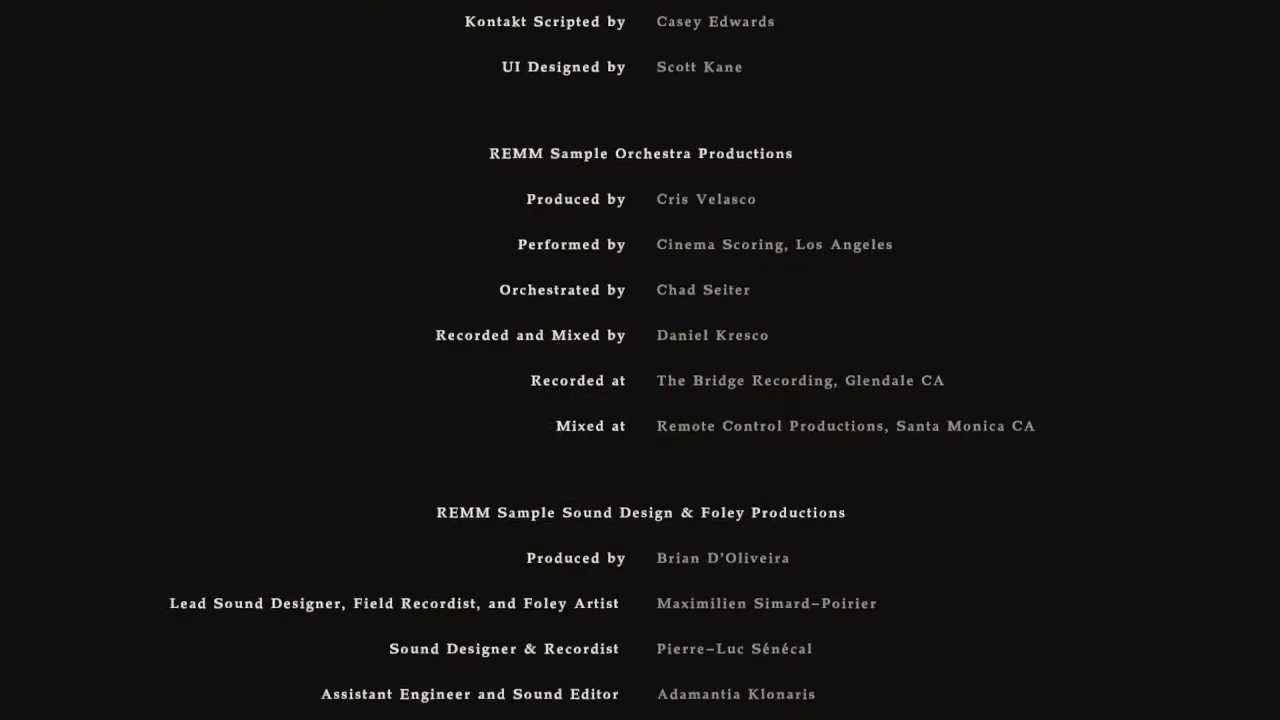 Kontakt Scripted by Casey Edwards
UI Designed by Scott Kane
REMM Sample Orchestra Productions
Produced by Cris Velasco
Performed by Cinema Scoring, Los Angeles
Orchestrated by Chad Seiter
Recorded and Mixed by Daniel Kresco
Recorded at The Bridge Recording, Glendale CA
Mixed at Remote Control Productions, Santa Monica CA
REMM Sample Sound Design & Foley Productions
Produced by Brian D’Oliveira
Lead Sound Designer, Field Recordist, and Foley Artist Maximilien Simard–Poirier
Sound Designer & Recordist Pierre–Luc Sénécal
Assistant Engineer and Sound Editor Adamantia Klonaris